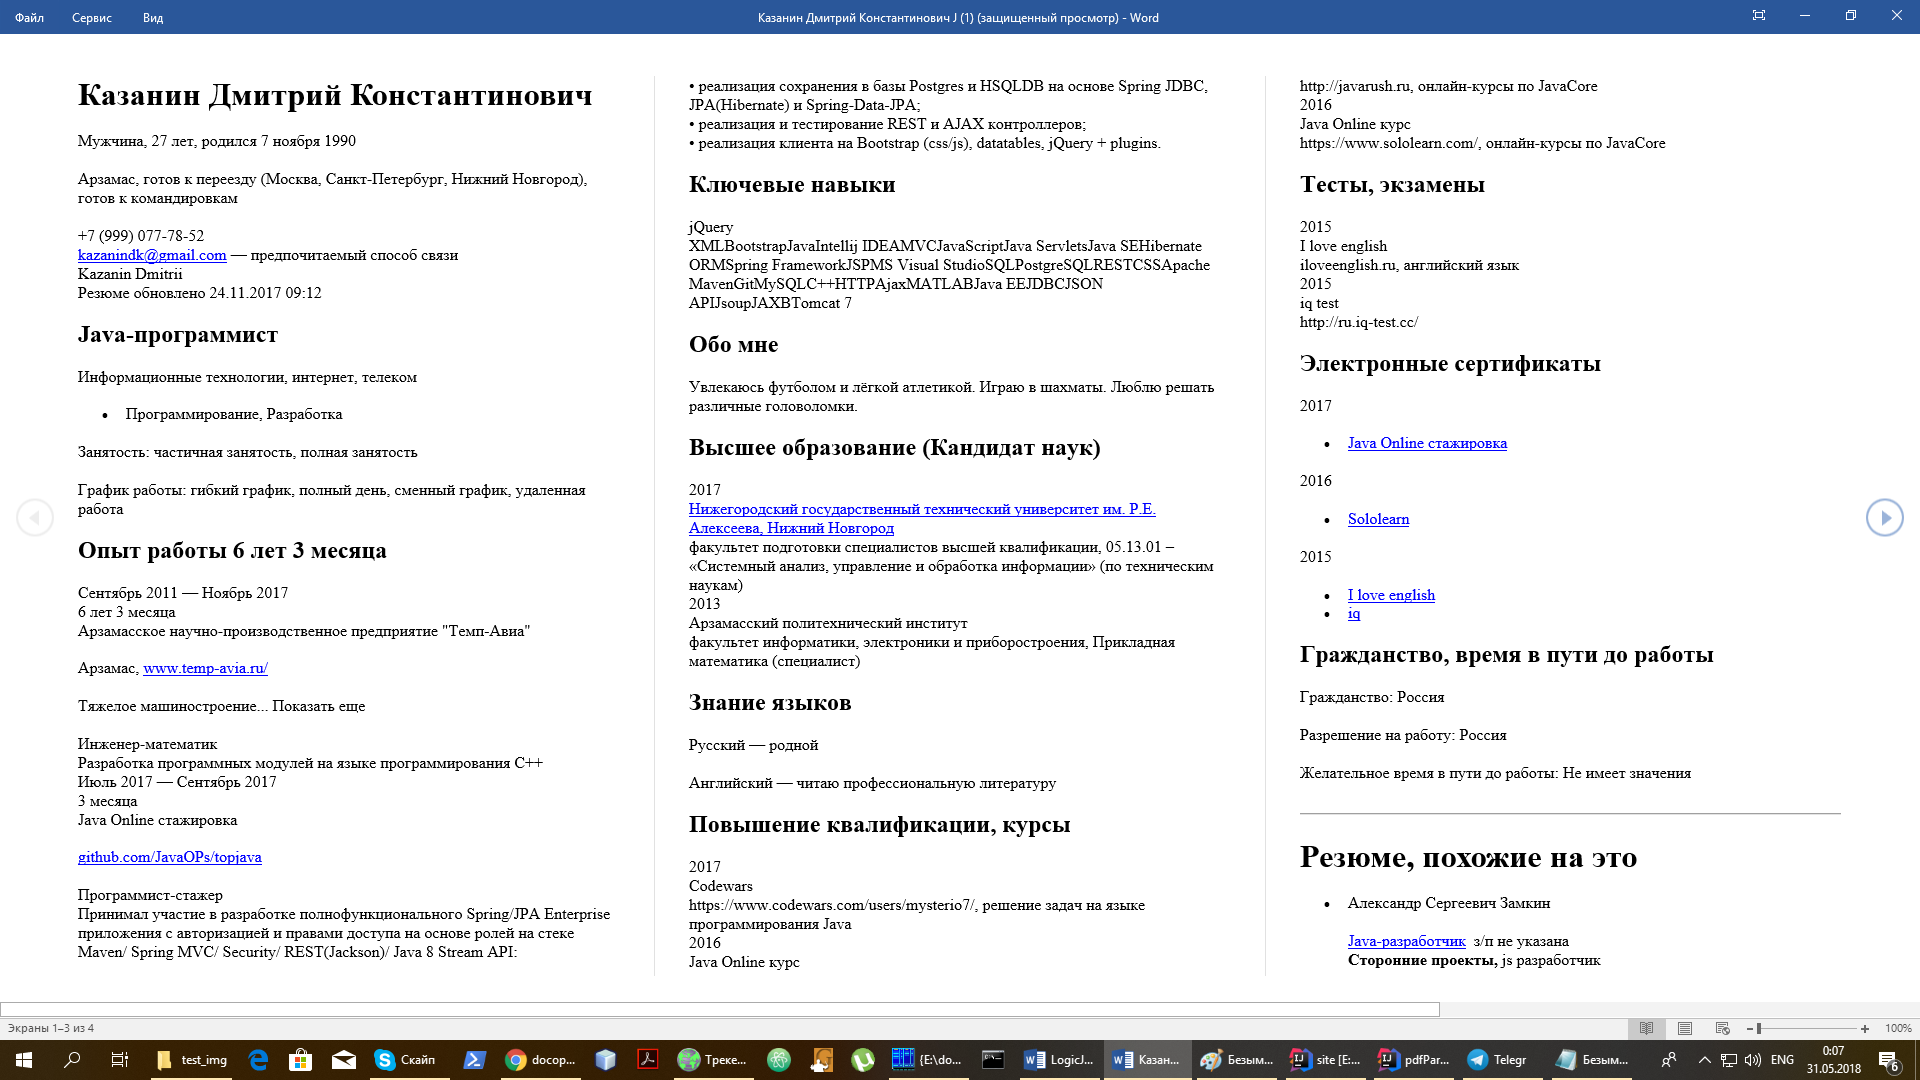 Файл Сервис Вид
Казанин Дмитрий Константинович J (1) (защищенный просмотр) - Word
Казанин Дмитрий Константинович
Мужчина, 27 лет, родился 7 ноября 1990
Арзамас, готов к переезду (Москва, Санкт-Петербург, Нижний Новгород),
готов к командировкам
+7 (999) 077-78-52
kazanindk@gmail.com — предпочитаемый способ связи
Kazanin Dmitrii
Резюме обновлено 24.11.2017 09:12
Java-программист
Информационные технологии, интернет, телеком
• Программирование, Разработка
Занятость: частичная занятость, полная занятость
График работы: гибкий график, полный день, сменный график, удаленная
работа
Опыт работы 6 лет 3 месяца
Сентябрь 2011 — Ноябрь 2017
6 лет 3 месяца
Арзамасское научно-производственное предприятие "Темп-Авиа"
Арзамас, www.temp-avia.ru/
Тяжелое машиностроение... Показать еще
Инженер-математик
Разработка программных модулей на языке программирования С++
Июль 2017 — Сентябрь 2017
3 месяца
Java Online стажировка
github.com/JavaOPs/topjava
Программист-стажер
Принимал участие в разработке полнофункционального Spring/JPA Enterprise
приложения с авторизацией и правами доступа на основе ролей на стеке
Maven/ Spring MVC/ Security/ REST(Jackson)/ Java 8 Stream API:
• реализация сохранения в базы Postgres и HSQLDB на основе Spring JDBC,
JPA(Hibernate) и Spring-Data-JPA;
• реализация и тестирование REST и AJAX контроллеров;
• реализация клиента на Bootstrap (css/js), datatables, jQuery + plugins.
Ключевые навыки
jQuery
XMLBootstrapJavaIntellij IDEAMVCJavaScriptJava ServletsJava SEHibernate
ORMSpring FrameworkJSPMS Visual StudioSQLPostgreSQLRESTCSSApache
MavenGitMySQLC++HTTPAjaxMATLABJava EEJDBCJSON
APIJsoupJAXBTomcat 7
Обо мне
Увлекаюсь футболом и лёгкой атлетикой. Играю в шахматы. Люблю решать
различные головоломки.
Высшее образование (Кандидат наук)
2017
Нижегородский государственный технический университет им. Р.Е.
Алексеева, Нижний Новгород
факультет подготовки специалистов высшей квалификации, 05.13.01 –
«Системный анализ, управление и обработка информации» (по техническим
наукам)
2013
Арзамасский политехнический институт
факультет информатики, электроники и приборостроения, Прикладная
математика (специалист)
Знание языков
Русский — родной
Английский — читаю профессиональную литературу
Повышение квалификации, курсы
2017
Codewars
https://www.codewars.com/users/mysterio7/, решение задач на языке
программирования Java
2016
Java Online курс
http://javarush.ru, онлайн-курсы по JavaCore
2016
Java Online курс
https://www.sololearn.com/, онлайн-курсы по JavaCore
Тесты, экзамены
2015
I love english
iloveenglish.ru, английский язык
2015
iq test
http://ru.iq-test.cc/
Электронные сертификаты
2017
• Java Online стажировка
2016
• Sololearn
2015
• I love english
• iq
Гражданство, время в пути до работы
Гражданство: Россия
Разрешение на работу: Россия
Желательное время в пути до работы: Не имеет значения
Резюме, похожие на это
• Александр Сергеевич Замкин
Java-разработчик з/п не указана
Сторонние проекты, js разработчик
Экраны 1–3 из 4
100%
test_img Скайп docop... Треке... {E:\do... LogicJ... Казан... Безым... site [E:... pdfPar... Telegr Безым... ENG
0:07
31.05.2018
6